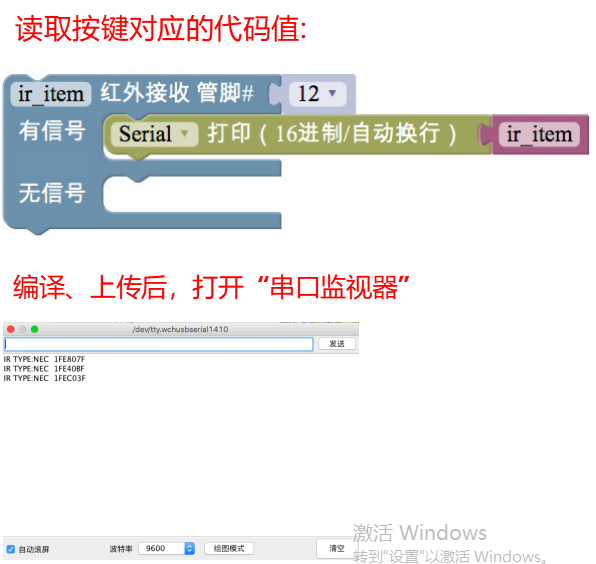 读取按键对应的代码值:
ir_item 红外接收 管脚# 12
有信号 Serial 打印（16进制/自动换行） ir_item
无信号
编译、上传后，打开“串口监视器”
/dev/tty.wchusbserial1410
发送
IR TYPE:NEC 1FE807F
IR TYPE:NEC 1FE40BF
IR TYPE:NEC 1FEC03F
自动滚屏 波特率 9600 绘图模式 清空
激活 Windows
转到“设置”以激活 Windows。